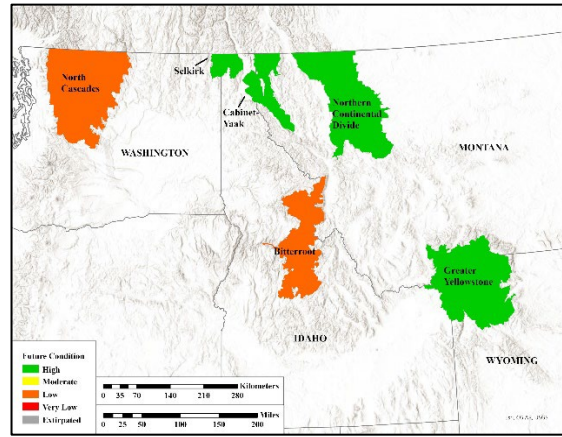 North
Cascades
Selkirk
Cabinet-
Yaak
Northern
Continental
Divide
WASHINGTON
MONTANA
Bitterroot
Greater
Yellowstone
IDAHO
WYOMING
Future Condition
High
Moderate
Low
Very Low
Extirpated
Kilometers
0 35 70 140 210 280
Miles
0 25 50 100 150 200